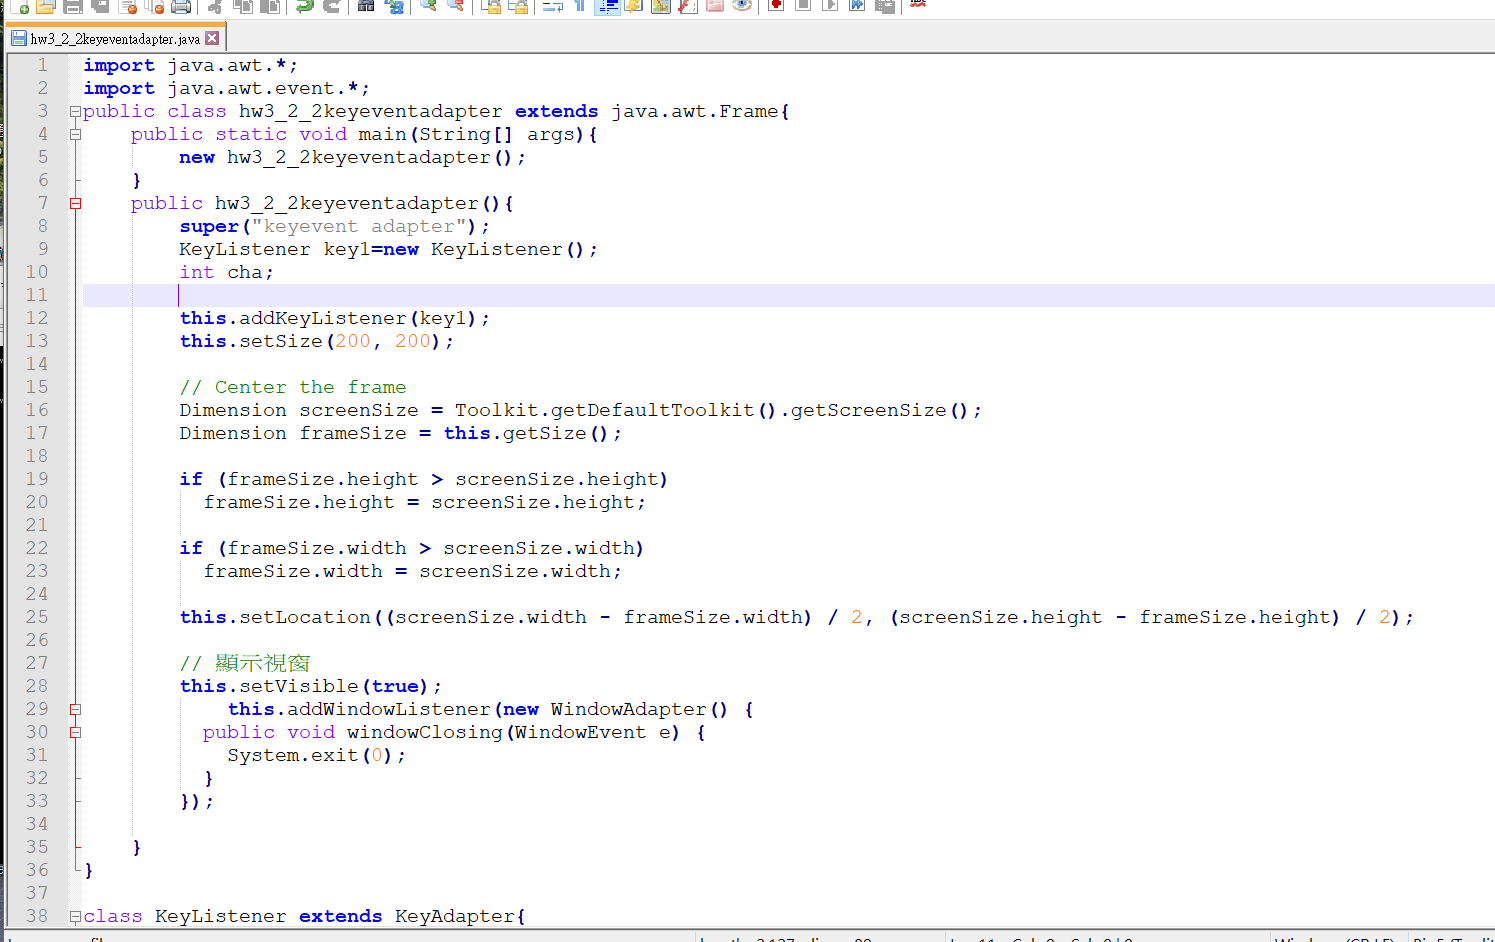 hw3_2_2keyeventadapter.java
1 import java.awt.*;
2 import java.awt.event.*;
3 public class hw3_2_2keyeventadapter extends java.awt.Frame{
4 public static void main(String[] args){
5 new hw3_2_2keyeventadapter();
6 }
7 public hw3_2_2keyeventadapter(){
8 super("keyevent adapter");
9 KeyListener key1=new KeyListener();
10 int cha;
11
12 this.addKeyListener(key1);
13 this.setSize(200, 200);
14
15 // Center the frame
16 Dimension screenSize = Toolkit.getDefaultToolkit().getScreenSize();
17 Dimension frameSize = this.getSize();
18
19 if (frameSize.height > screenSize.height)
20 frameSize.height = screenSize.height;
21
22 if (frameSize.width > screenSize.width)
23 frameSize.width = screenSize.width;
24
25 this.setLocation((screenSize.width - frameSize.width) / 2, (screenSize.height - frameSize.height) / 2);
26
27 // 顯示視窗
28 this.setVisible(true);
29 this.addWindowListener(new WindowAdapter() {
30 public void windowClosing(WindowEvent e) {
31 System.exit(0);
32 }
33 });
34
35 }
36 }
37
38 class KeyListener extends KeyAdapter{